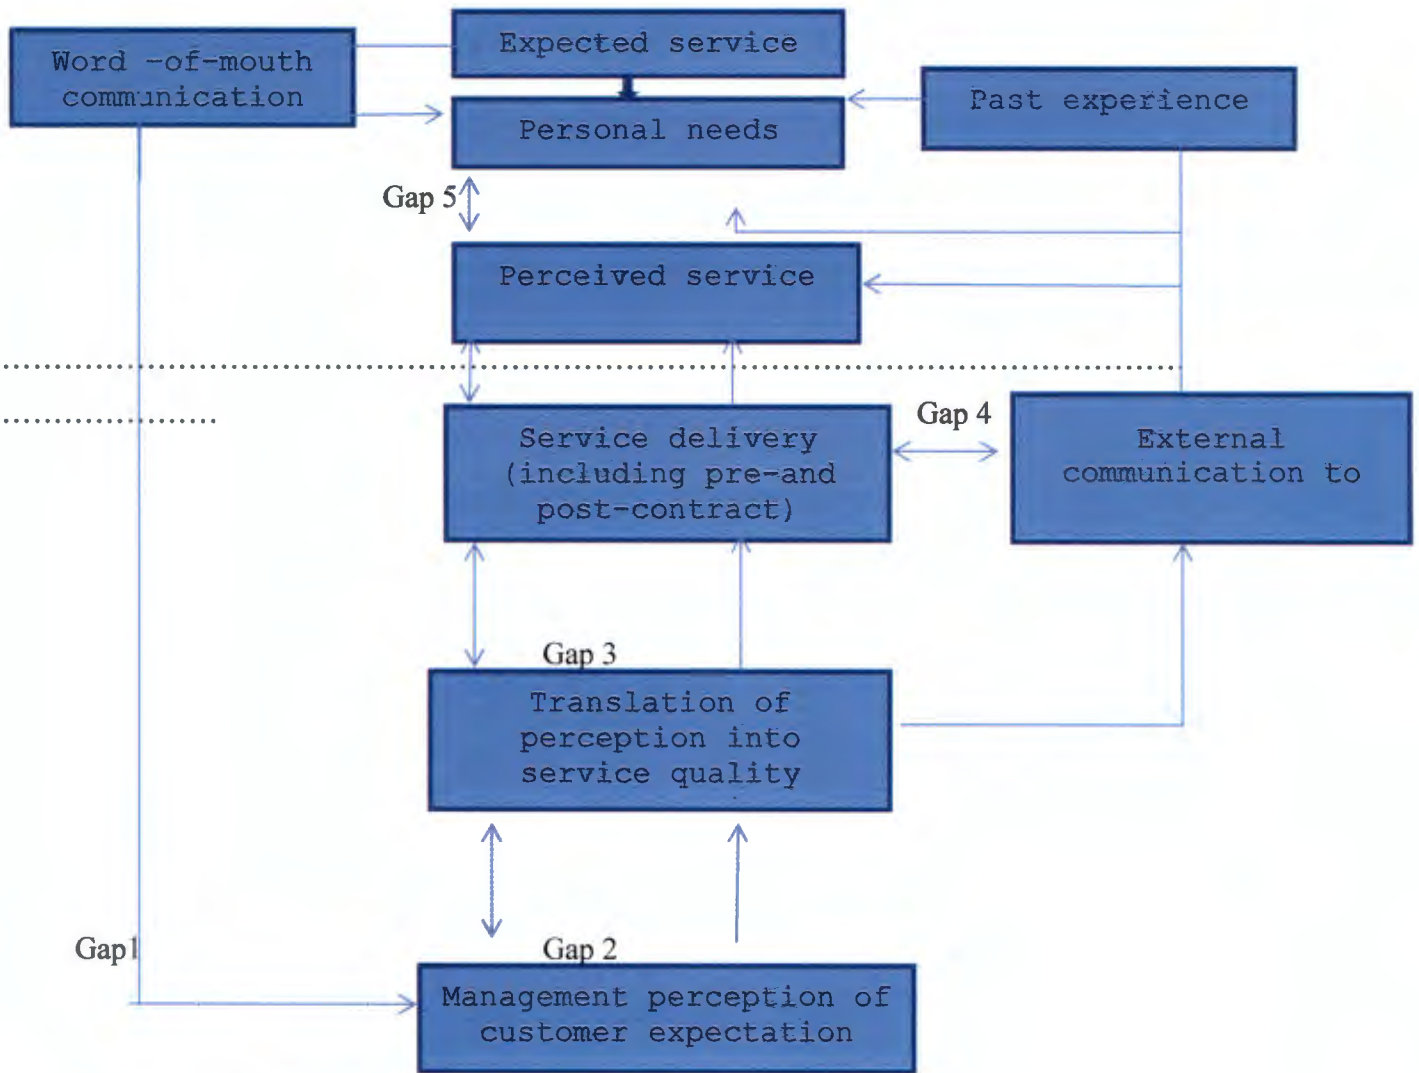 Word -of-mouth
communication
Expected service
Personal needs
Past experience
Gap 5
Perceived service
Service delivery
(including pre-and
post-contract)
Gap 4
External
communication to
Gap 3
Translation of
perception into
service quality
Gap1
Gap 2
Management perception of
customer expectation